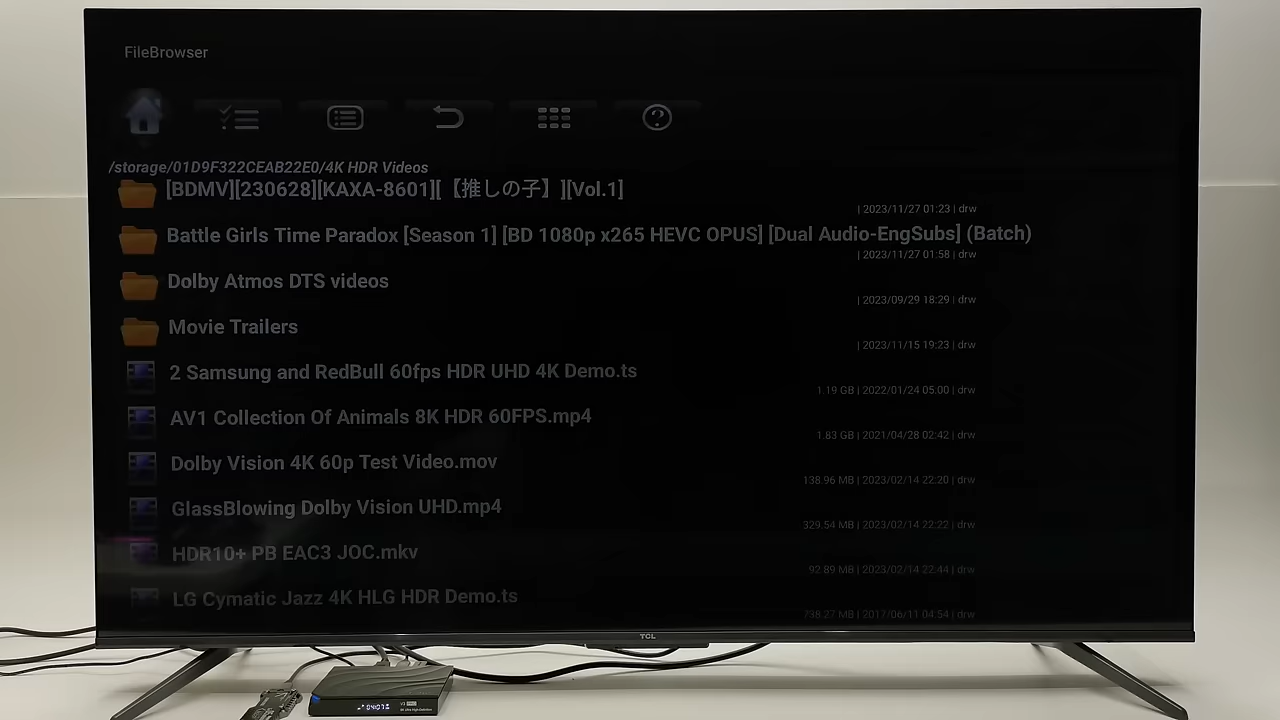 FileBrowser
/storage/01D9F322CEAB22E0/4K HDR Videos
[BDMV][230628][KAXA-8601][【推しの子】][Vol.1]
| 2023/11/27 01:23 | drw
Battle Girls Time Paradox [Season 1] [BD 1080p x265 HEVC OPUS] [Dual Audio-EngSubs] (Batch)
| 2023/11/27 01:58 | drw
Dolby Atmos DTS videos
| 2023/09/29 18:29 | drw
Movie Trailers
| 2023/11/15 19:23 | drw
2 Samsung and RedBull 60fps HDR UHD 4K Demo.ts
1.19 GB | 2022/01/24 05:00 | drw
AV1 Collection Of Animals 8K HDR 60FPS.mp4
1.83 GB | 2021/04/28 02:42 | drw
Dolby Vision 4K 60p Test Video.mov
138.96 MB | 2023/02/14 22:20 | drw
GlassBlowing Dolby Vision UHD.mp4
329.54 MB | 2023/02/14 22:22 | drw
HDR10+ PB EAC3 JOC.mkv
92.89 MB | 2023/02/14 22:44 | drw
LG Cymatic Jazz 4K HLG HDR Demo.ts
738.27 MB | 2017/06/11 04:54 | drw
TCL
04:07
V3